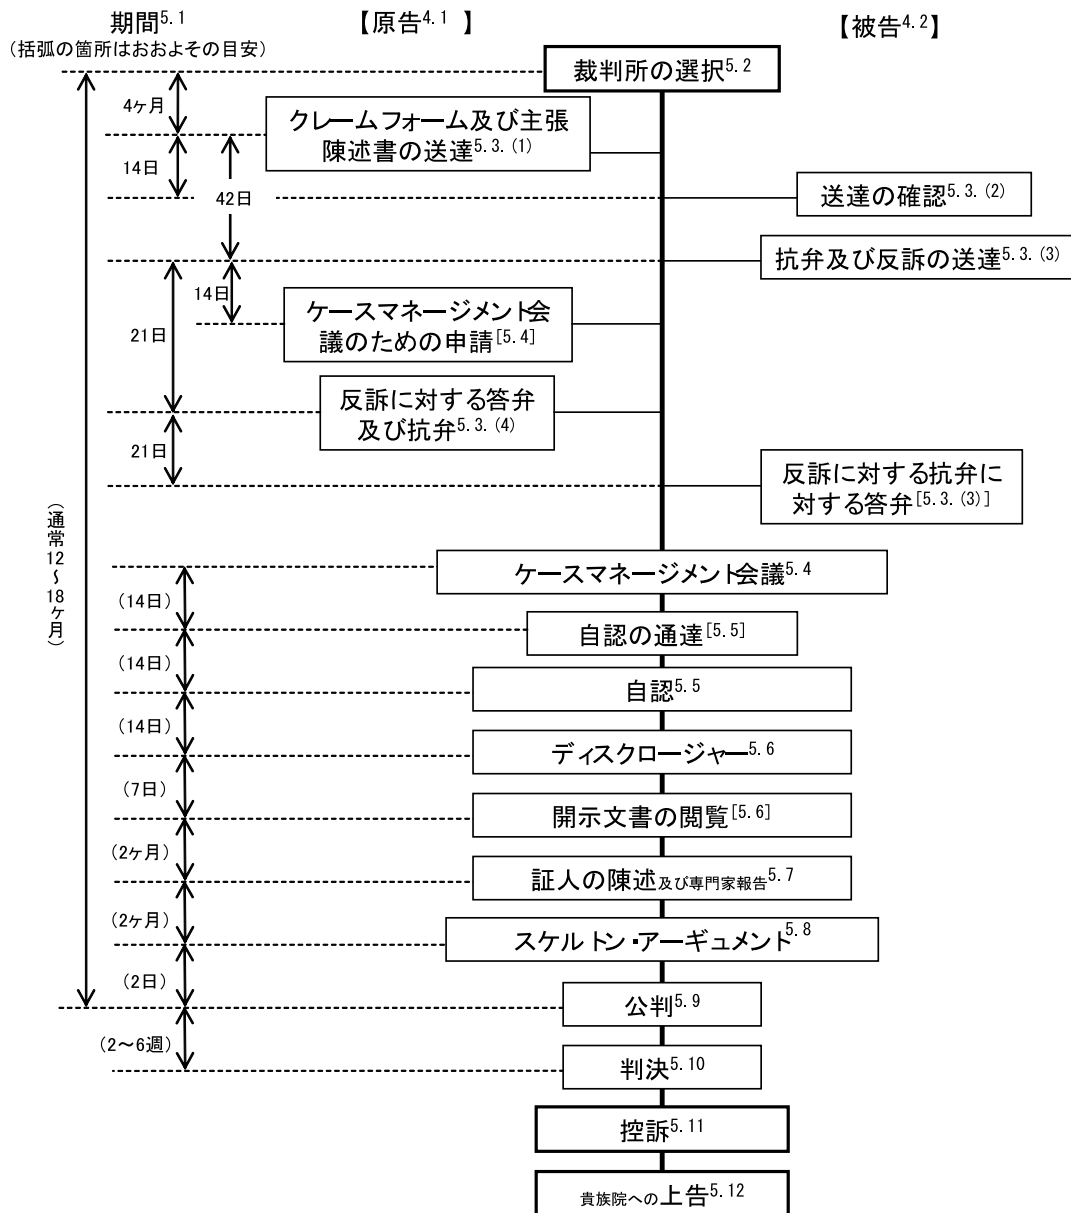 期間5.1
(括弧の箇所はおおよその目安)
【原告4.1 】
【被告4.2】
裁判所の選択5.2
4ヶ月
クレームフォーム及び主張
陳述書の送達5.3.(1)
14日
42日
送達の確認5.3.(2)
抗弁及び反訴の送達5.3.(3)
14日
ケースマネージメント会
議のための申請[5.4]
21日
反訴に対する答弁
及び抗弁5.3.(4)
21日
反訴に対する抗弁に
対する答弁[5.3.(3)]
(通常12~18ヶ月)
ケースマネージメント会議5.4
(14日)
自認の通達[5.5]
(14日)
自認5.5
(14日)
ディスクロージャー5.6
(7日)
開示文書の閲覧[5.6]
(2ヶ月)
証人の陳述及び専門家報告5.7
(2ヶ月)
スケルトン・アーギュメント5.8
(2日)
公判5.9
(2~6週)
判決5.10
控訴5.11
貴族院への上告5.12